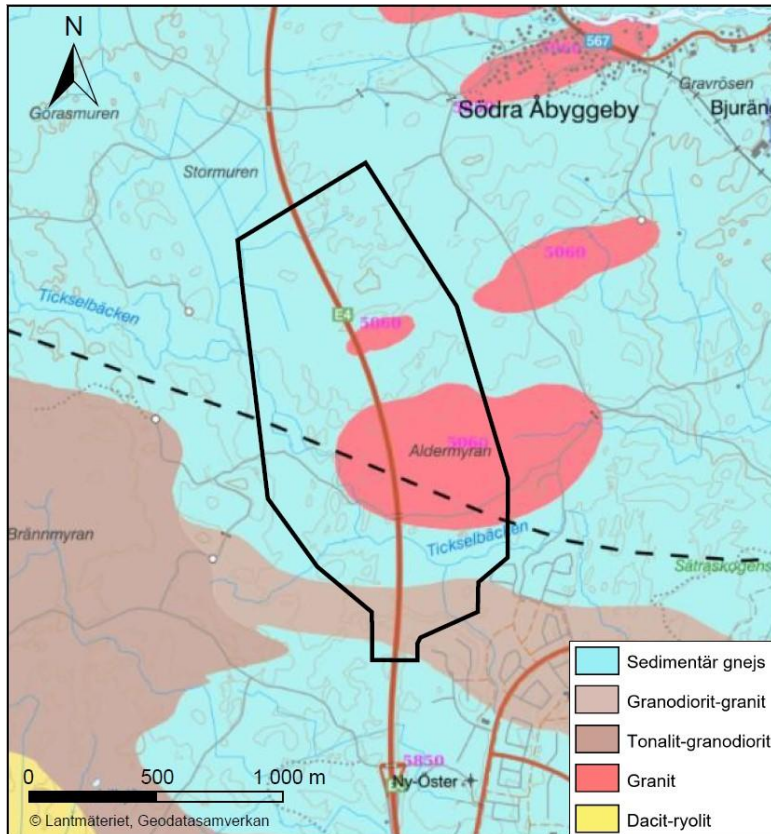 N
567
5060
Gravrösen
Södra Åbyggeby
Bjuräng
Görasmuren
Stormuren
5060
Tickselbäcken
E4
5060
5060
Aldermyran
Brännmyran
Tickselbäcken
Sätraskogens
Sedimentär gnejs
Granodiorit-granit
Tonalit-granodiorit
Granit
Dacit-ryolit
5850
Ny-Öster
0 500 1 000 m
© Lantmäteriet, Geodatasamverkan